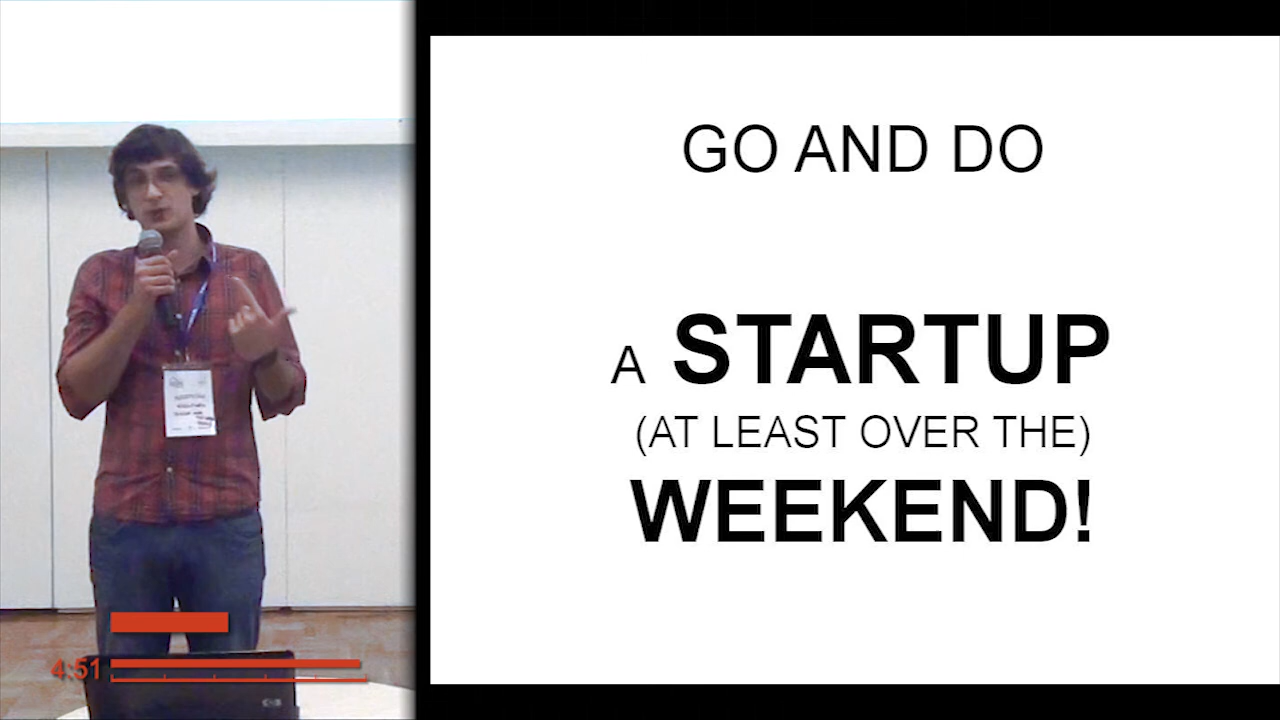 GO AND DO
A STARTUP
(AT LEAST OVER THE)
WEEKEND!
4:51